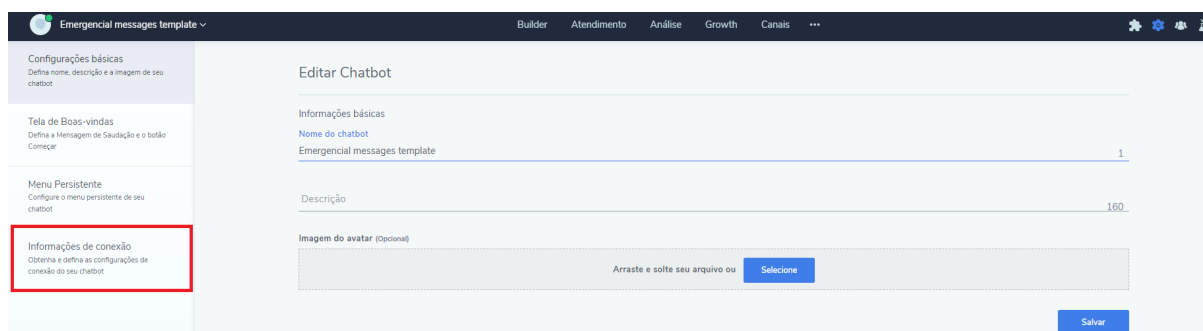 Emergencial messages template
Builder Atendimento Análise Growth Canais ...
Configurações básicas
Defina nome, descrição e a imagem de seu
chatbot
Tela de Boas-vindas
Defina a Mensagem de Saudação e o botão
Começar
Menu Persistente
Configure o menu persistente de seu
chatbot
Informações de conexão
Obtenha e defina as configurações de
conexão do seu chatbot
Editar Chatbot
Informações básicas
Nome do chatbot
Emergencial messages template 1
Descrição 160
Imagem do avatar (Opcional)
Arraste e solte seu arquivo ou Selecione
Salvar